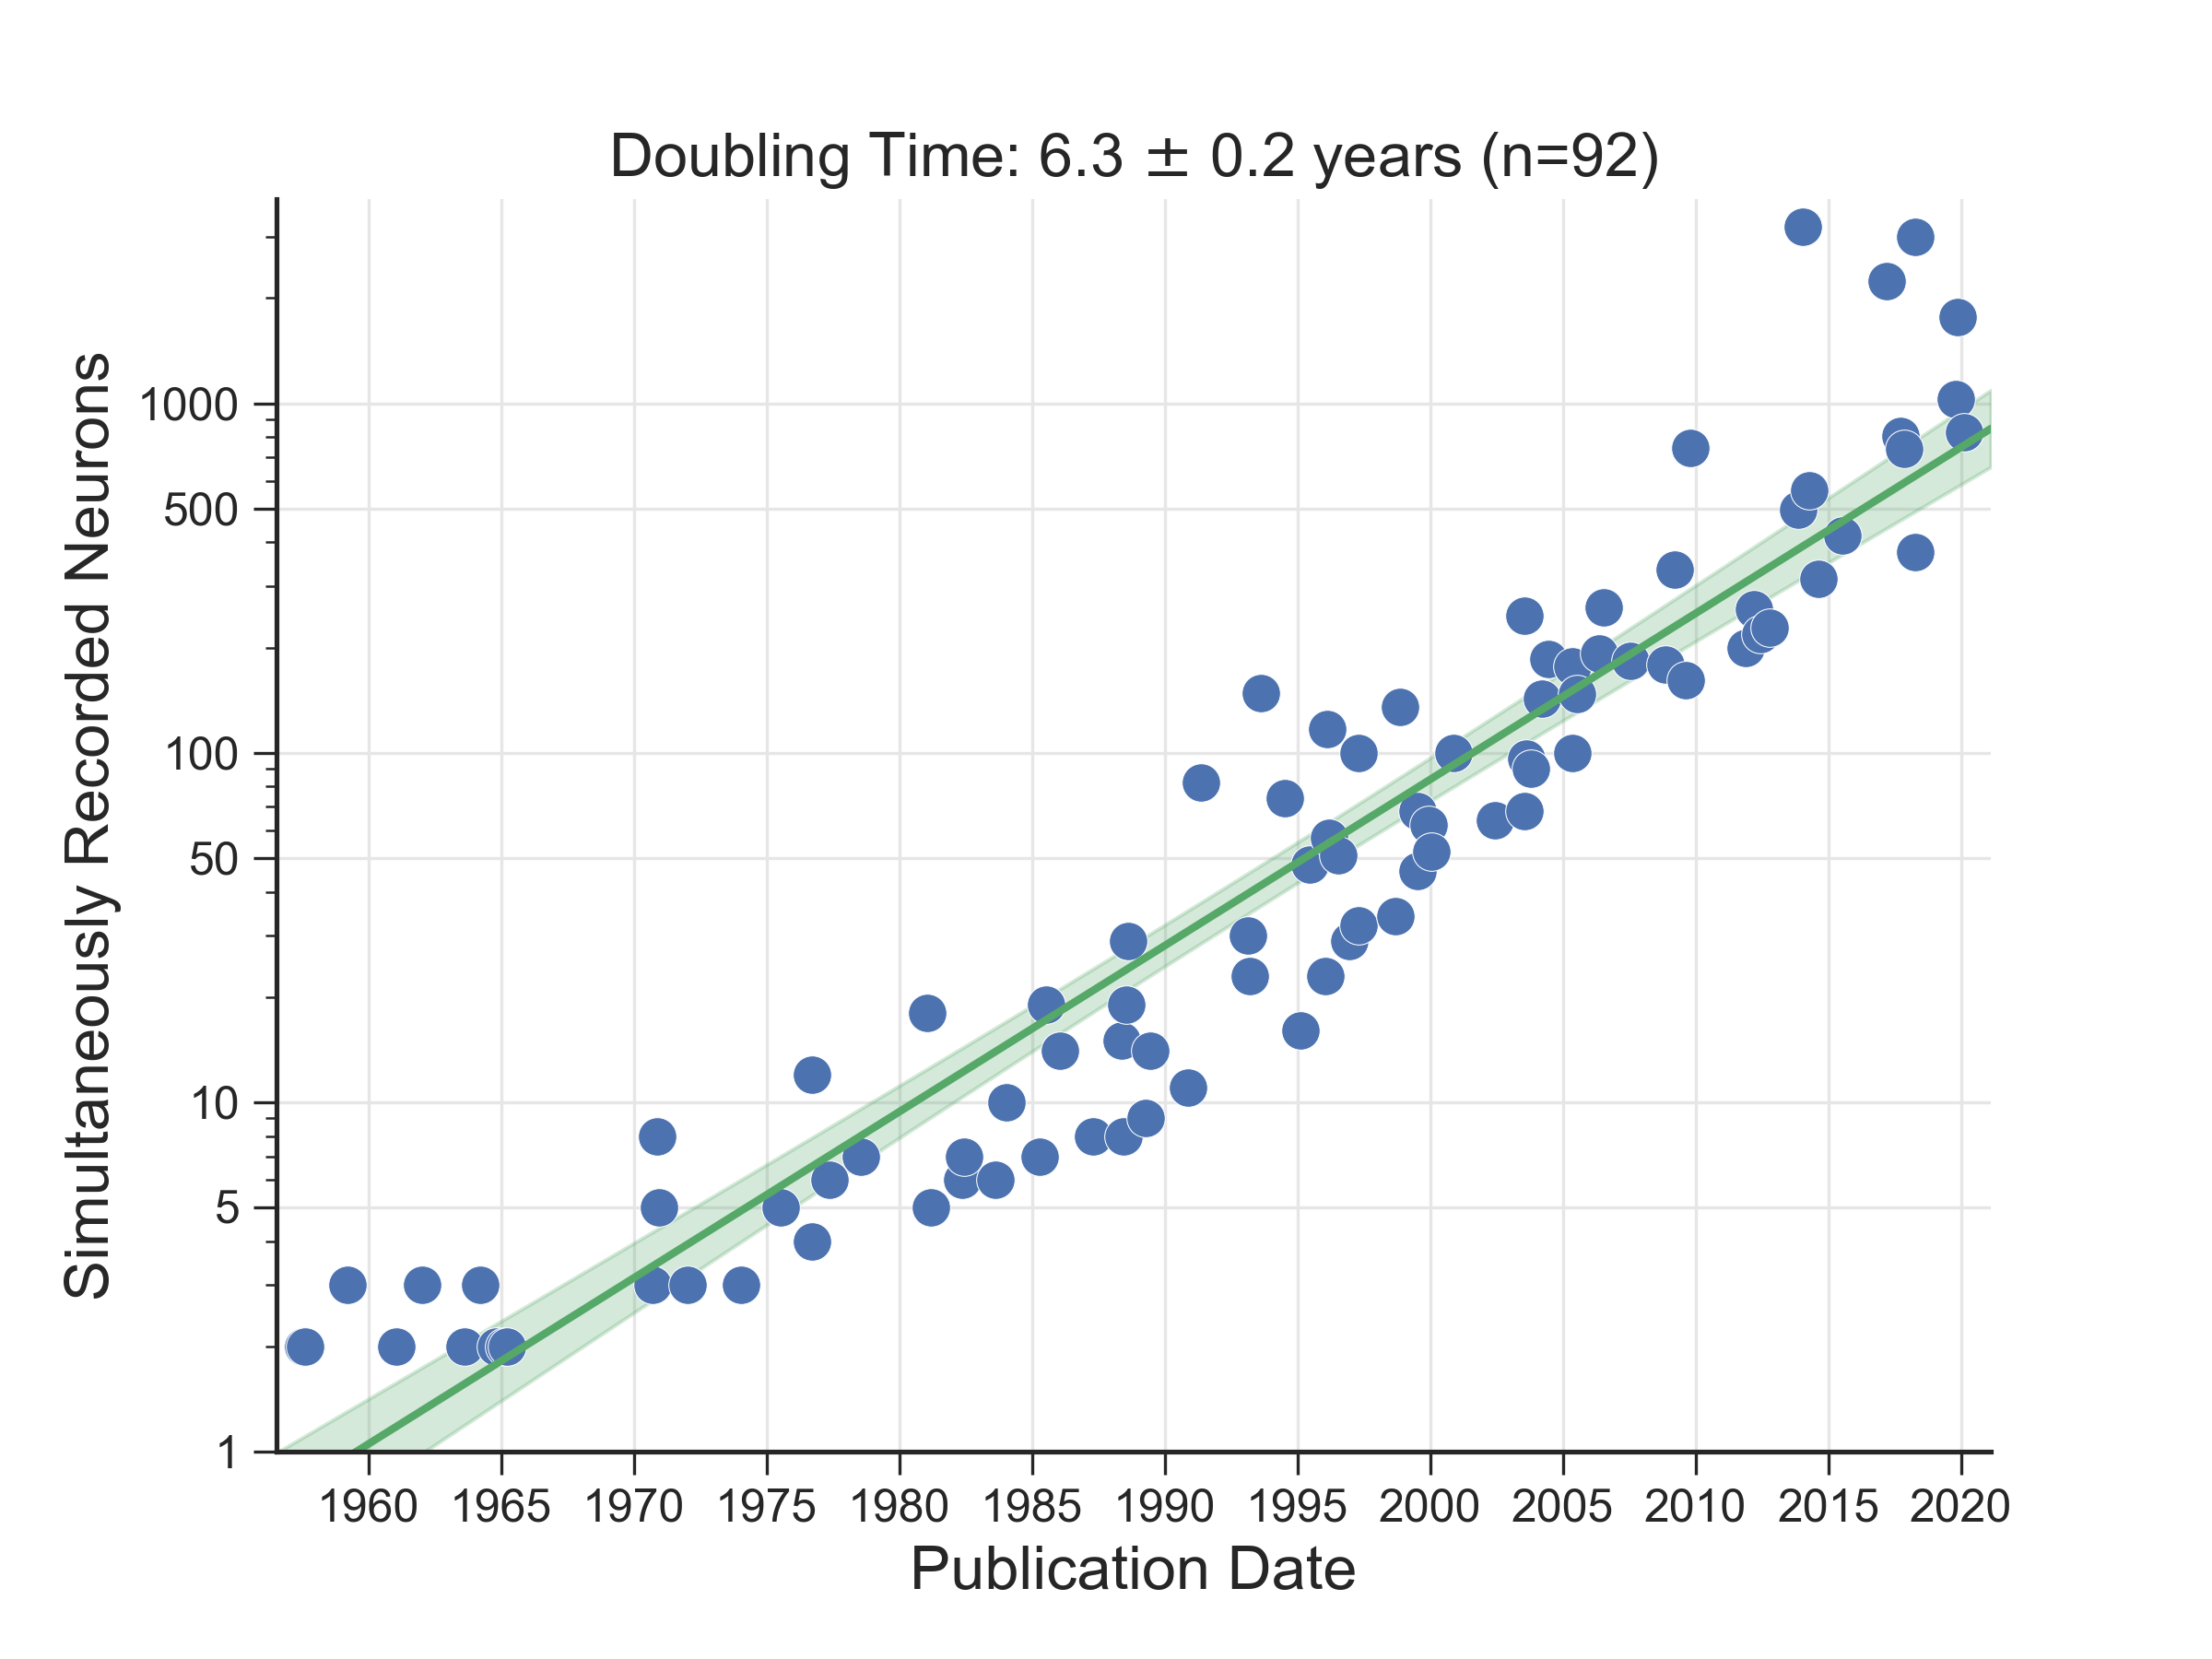 Doubling Time: 6.3 ± 0.2 years (n=92)
Simultaneously Recorded Neurons
1000
500
100
50
10
5
1
1960 1965 1970 1975 1980 1985 1990 1995 2000 2005 2010 2015 2020
Publication Date